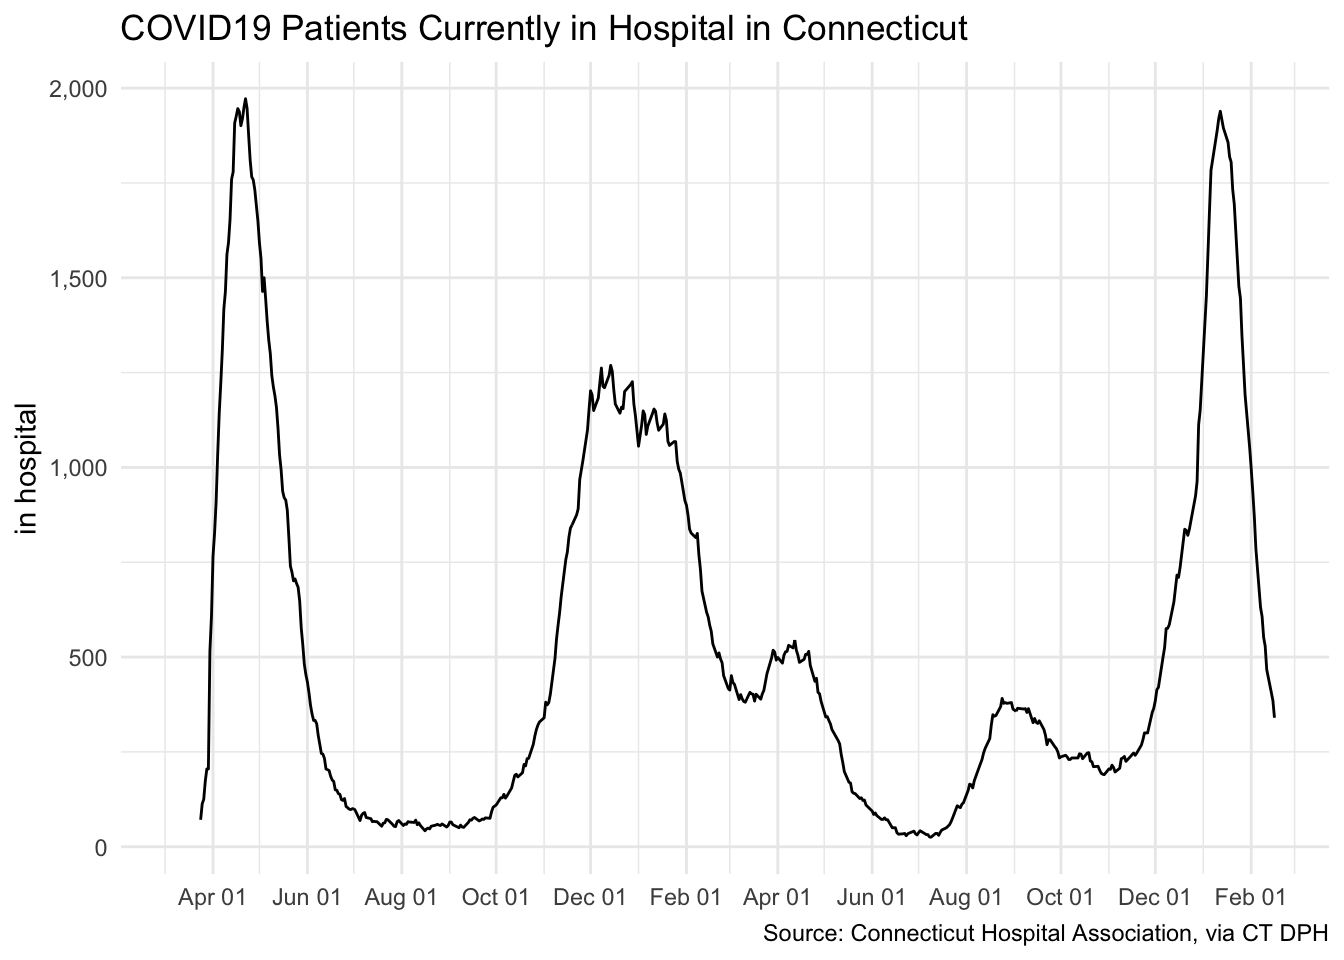 COVID19 Patients Currently in Hospital in Connecticut
2,000
1,500
1,000
500
0
in hospital
Apr 01 Jun 01 Aug 01 Oct 01 Dec 01 Feb 01 Apr 01 Jun 01 Aug 01 Oct 01 Dec 01 Feb 01
Source: Connecticut Hospital Association, via CT DPH